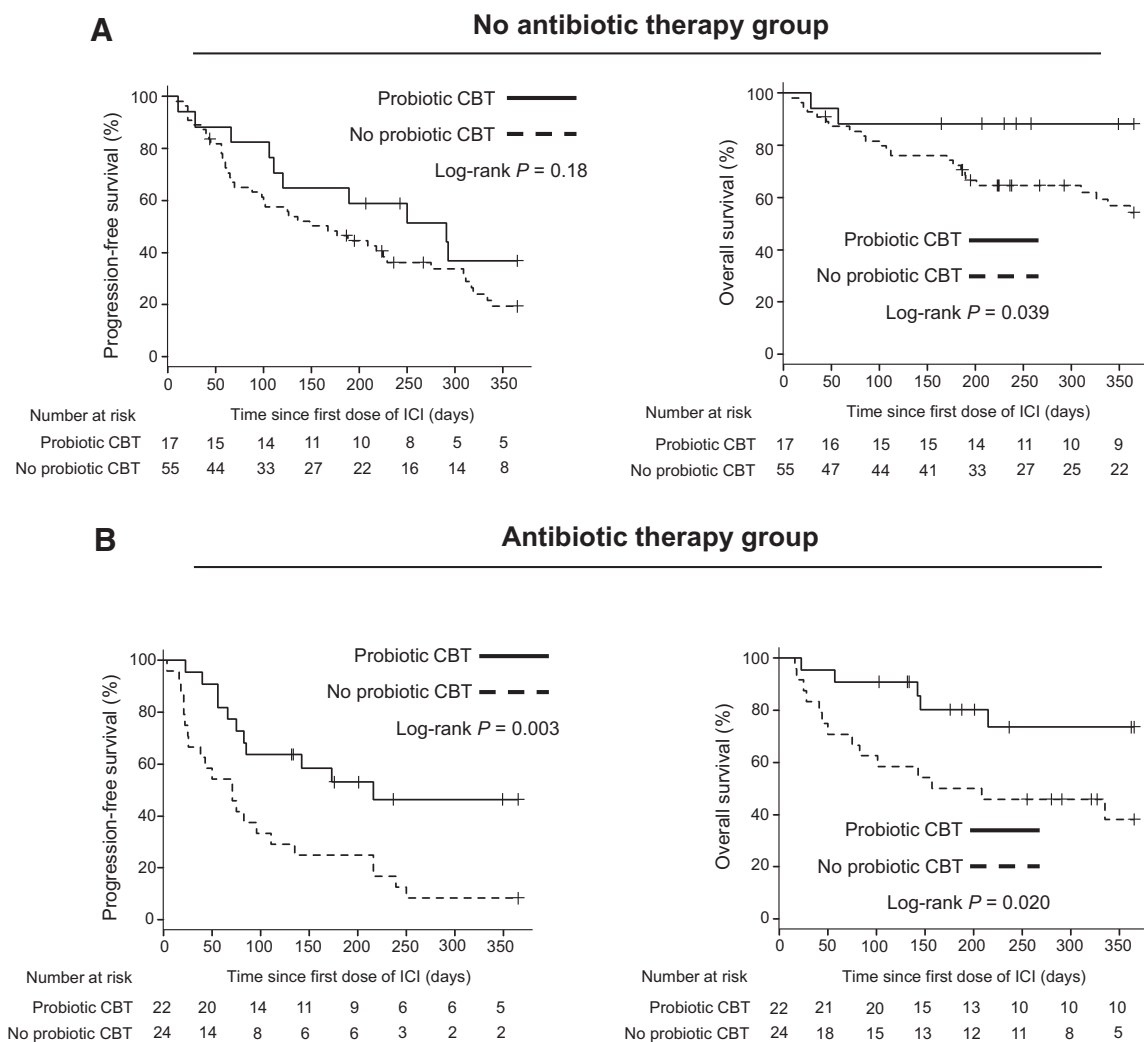 A
No antibiotic therapy group
Progression-free survival (%)
100
80
60
40
20
0
Probiotic CBT
No probiotic CBT
Log-rank P = 0.18
0 50 100 150 200 250 300 350
Number at risk Time since first dose of ICI (days)
Probiotic CBT 17 15 14 11 10 8 5 5
No probiotic CBT 55 44 33 27 22 16 14 8
Overall survival (%)
100
80
60
40
20
0
Probiotic CBT
No probiotic CBT
Log-rank P = 0.039
0 50 100 150 200 250 300 350
Number at risk Time since first dose of ICI (days)
Probiotic CBT 17 16 15 15 14 11 10 9
No probiotic CBT 55 47 44 41 33 27 25 22
B
Antibiotic therapy group
Progression-free survival (%)
100
80
60
40
20
0
Probiotic CBT
No probiotic CBT
Log-rank P = 0.003
0 50 100 150 200 250 300 350
Number at risk Time since first dose of ICI (days)
Probiotic CBT 22 20 14 11 9 6 6 5
No probiotic CBT 24 14 8 6 6 3 2 2
Overall survival (%)
100
80
60
40
20
0
Probiotic CBT
No probiotic CBT
Log-rank P = 0.020
0 50 100 150 200 250 300 350
Number at risk Time since first dose of ICI (days)
Probiotic CBT 22 21 20 15 13 10 10 10
No probiotic CBT 24 18 15 13 12 11 8 5